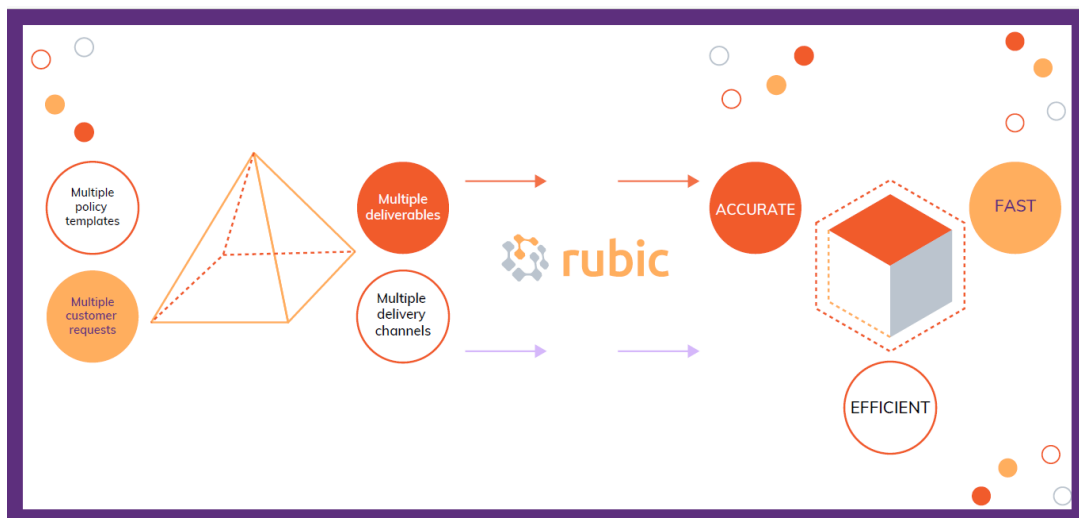 Multiple
policy
templates
Multiple
customer
requests
Multiple
deliverables
Multiple
delivery
channels
rubic
ACCURATE
FAST
EFFICIENT